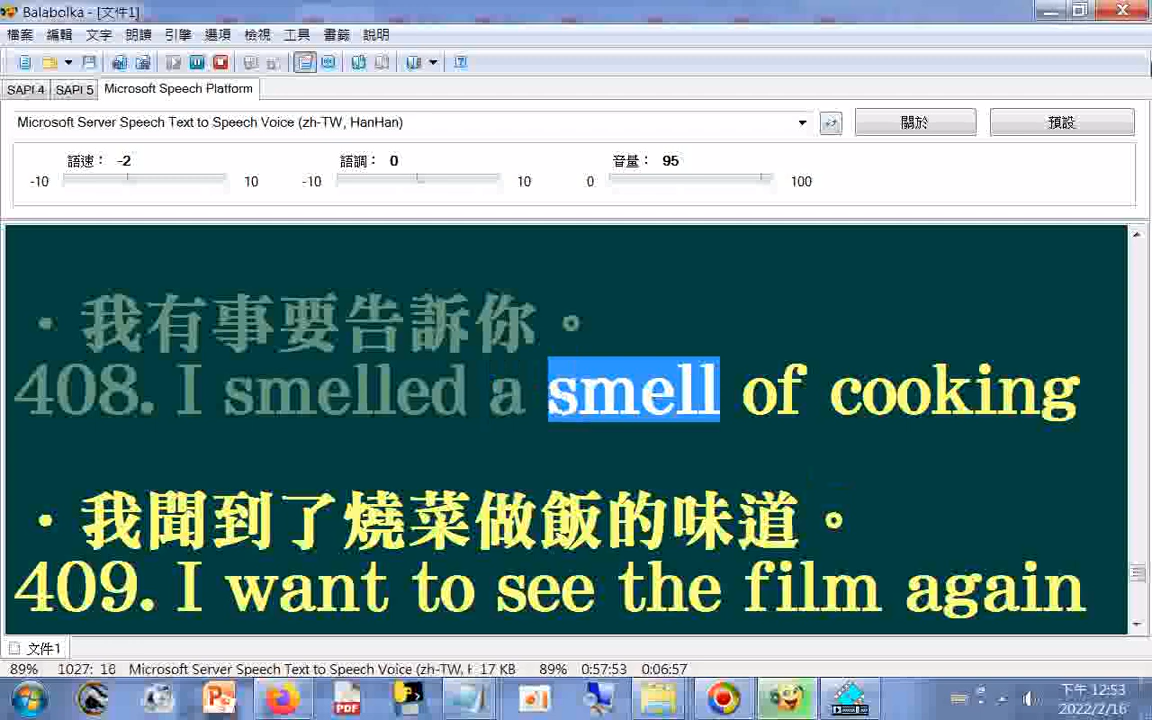 Balabolka - [文件1]
檔案 編輯 文字 朗讀 引擎 選項 檢視 工具 書籤 說明
SAPI 4 SAPI 5 Microsoft Speech Platform
Microsoft Server Speech Text to Speech Voice (zh-TW, HanHan) 關於 預設
語速： -2 語調： 0 音量： 95
-10 10 -10 10 0 100
・我有事要告訴你。
408. I smelled a smell of cooking
・我聞到了燒菜做飯的味道。
409. I want to see the film again
文件1
89% 1027: 16 Microsoft Server Speech Text to Speech Voice (zh-TW, H 17 KB 89% 0:57:53 0:06:57
PDF
下午 12:53
2022/2/16